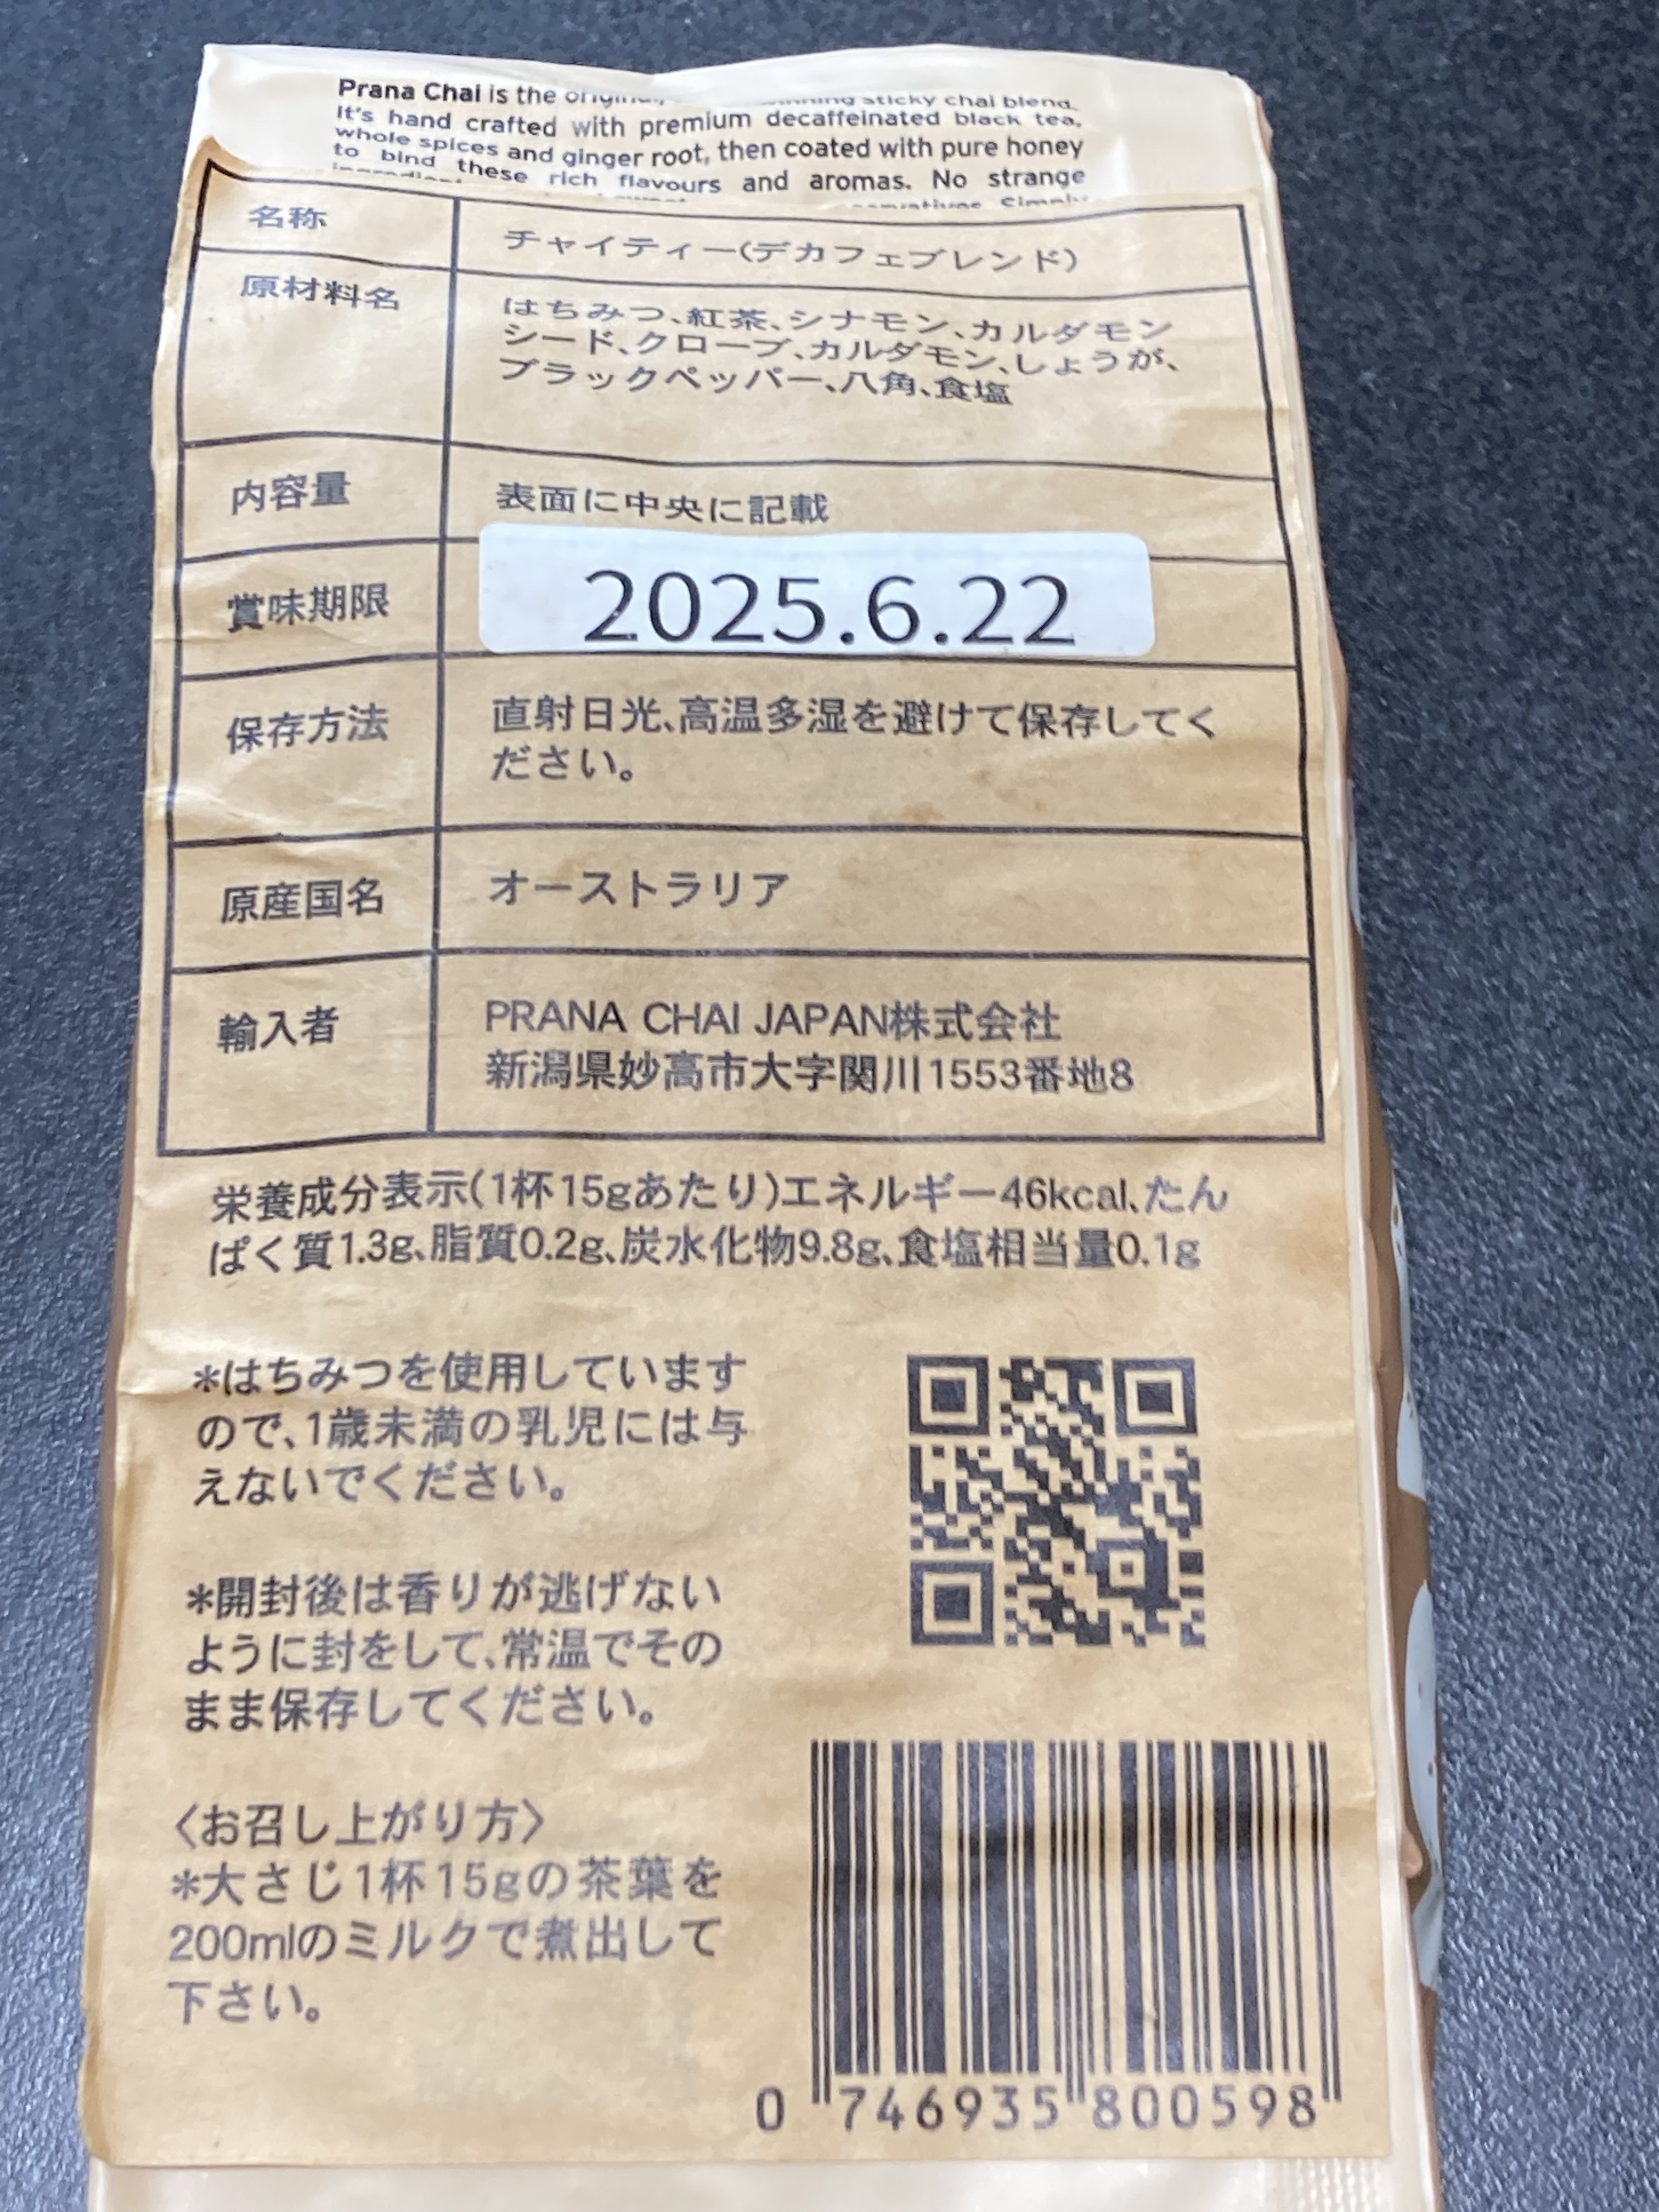 Prana Chai is the sticky chai blend.
It's hand crafted with premium decaffeinated black tea,
whole spices and ginger root, then coated with pure honey
to bind these rich flavours and aromas. No strange
名称
チャイティー(デカフェブレンド)
原材料名
はちみつ、紅茶、シナモン、カルダモン
シード、クローブ、カルダモン、しょうが、
ブラックペッパー、八角、食塩
内容量
表面に中央に記載
賞味期限
2025.6.22
保存方法
直射日光、高温多湿を避けて保存してく
ださい。
原産国名
オーストラリア
輸入者
PRANA CHAI JAPAN株式会社
新潟県妙高市大字関川1553番地8
栄養成分表示(1杯15gあたり)エネルギー46kcal、たん
ぱく質1.3g、脂質0.2g、炭水化物9.8g、食塩相当量0.1g
*はちみつを使用しています
ので、1歳未満の乳児には与
えないでください。
*開封後は香りが逃げない
ように封をして、常温でその
まま保存してください。
〈お召し上がり方〉
*大さじ1杯15gの茶葉を
200mlのミルクで煮出して
下さい。
0 746935 800598